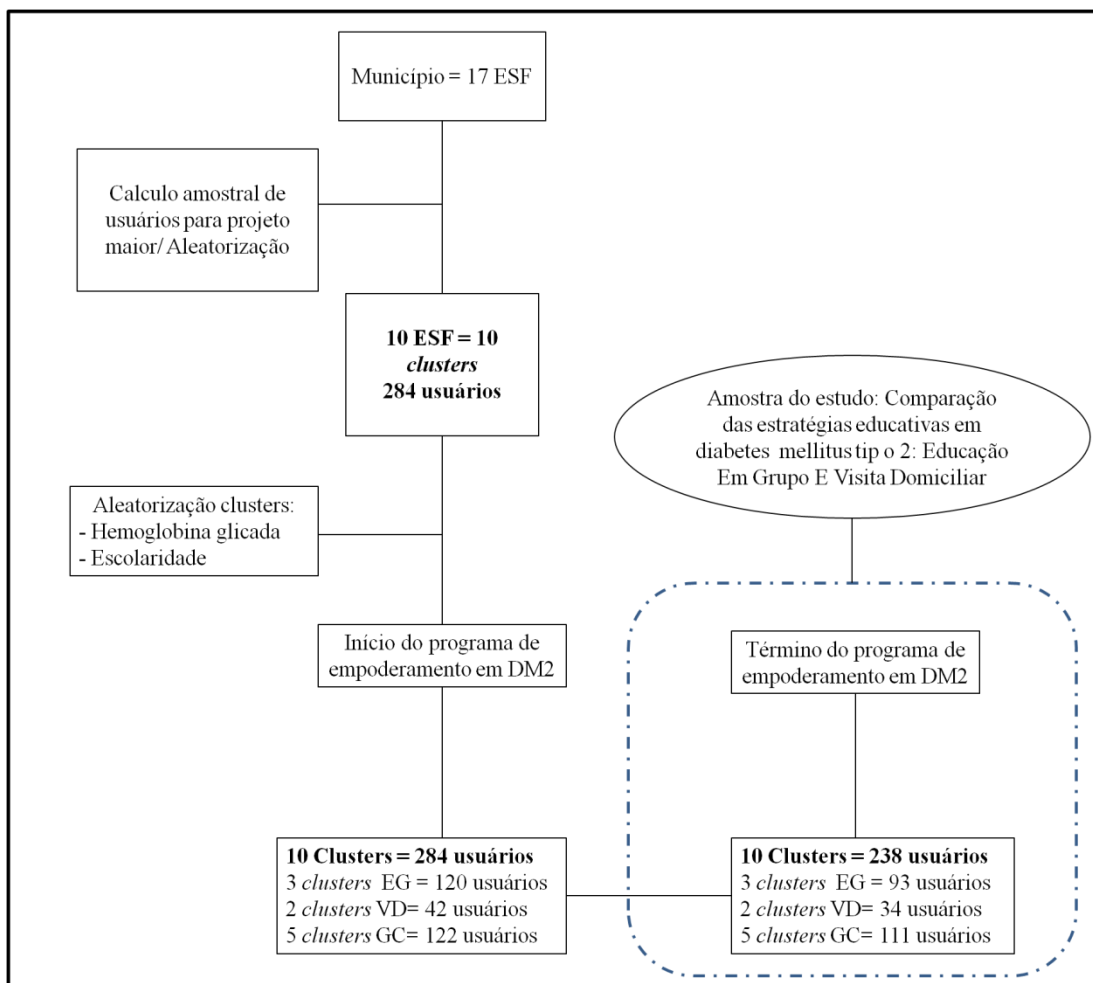 Município = 17 ESF
Calculo amostral de
usuários para projeto
maior/ Aleatorização
10 ESF = 10
clusters
284 usuários
Amostra do estudo: Comparação
das estratégias educativas em
diabetes mellitus tip o 2: Educação
Em Grupo E Visita Domiciliar
Aleatorização clusters:
- Hemoglobina glicada
- Escolaridade
Início do programa de
empoderamento em DM2
Término do programa de
empoderamento em DM2
10 Clusters = 284 usuários
3 clusters EG = 120 usuários
2 clusters VD= 42 usuários
5 clusters GC= 122 usuários
10 Clusters = 238 usuários
3 clusters EG = 93 usuários
2 clusters VD= 34 usuários
5 clusters GC= 111 usuários